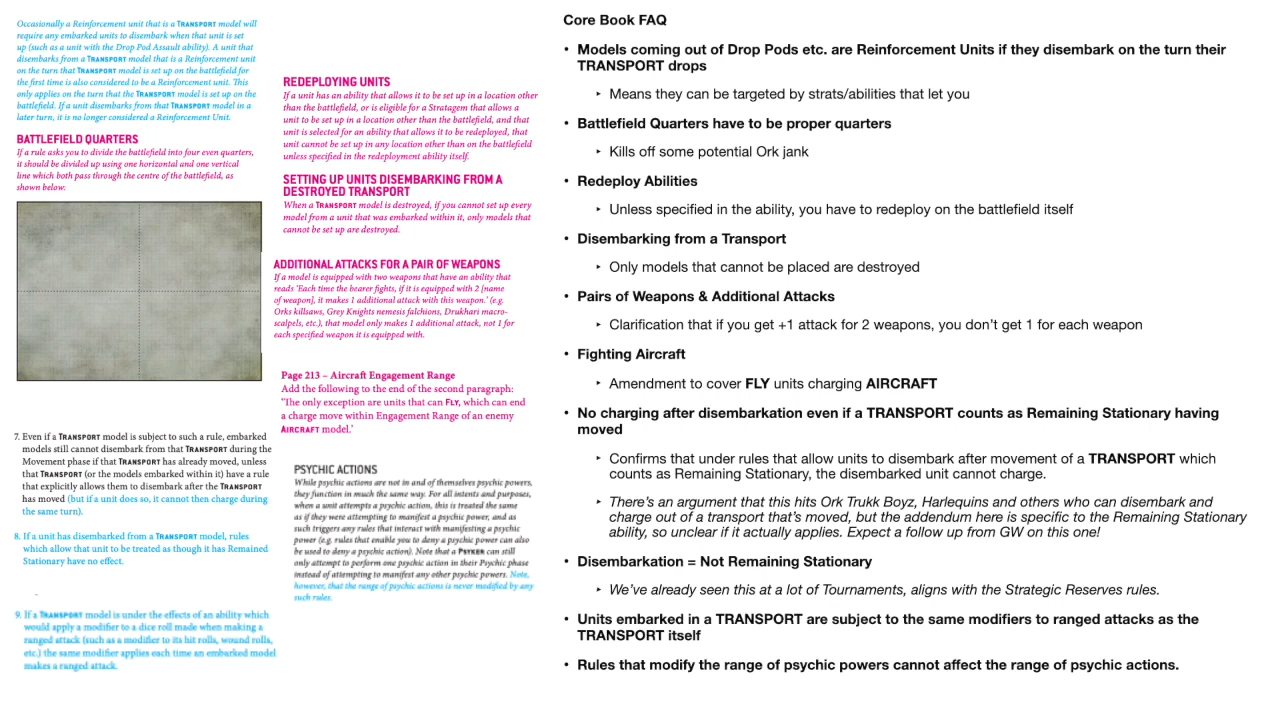 Occasionally a Reinforcement unit that is a TRANSPORT model will
require any embarked units to disembark when that unit is set
up (such as a unit with the Drop Pod Assault ability). A unit that
disembarks from a TRANSPORT model that is a Reinforcement unit
on the turn that TRANSPORT model is set up on the battlefield for
the first time is also considered to be a Reinforcement unit. This
only applies on the turn that the TRANSPORT model is set up on the
battlefield. If a unit disembarks from that TRANSPORT model in a
later turn, it is no longer considered a Reinforcement Unit.
BATTLEFIELD QUARTERS
If a rule asks you to divide the battlefield into four even quarters,
it should be divided up using one horizontal and one vertical
line which both pass through the centre of the battlefield, as
shown below:
7. Even if a TRANSPORT model is subject to such a rule, embarked
models still cannot disembark from that TRANSPORT during the
Movement phase if that TRANSPORT has already moved, unless
that TRANSPORT (or the models embarked within it) have a rule
that explicitly allows them to disembark after the TRANSPORT
has moved (but if a unit does so, it cannot then charge during
the same turn).
8. If a unit has disembarked from a TRANSPORT model, rules
which allow that unit to be treated as though it has Remained
Stationary have no effect.
9. If a TRANSPORT model is under the effects of an ability which
would apply a modifier to a dice roll made when making a
ranged attack (such as a modifier to its hit rolls, wound rolls,
etc.) the same modifier applies each time an embarked model
makes a ranged attack.
REDEPLOYING UNITS
If a unit has an ability that allows it to be set up in a location other
than the battlefield, or is eligible for a Stratagem that allows a
unit to be set up in a location other than the battlefield, and that
unit is selected for an ability that allows it to be redeployed, that
unit cannot be set up in any location other than on the battlefield
unless specified in the redeployment ability itself.
SETTING UP UNITS DISEMBARKING FROM A
DESTROYED TRANSPORT
When a TRANSPORT model is destroyed, if you cannot set up every
model from a unit that was embarked within it, only models that
cannot be set up are destroyed.
ADDITIONAL ATTACKS FOR A PAIR OF WEAPONS
If a model is equipped with two weapons that have an ability that
reads 'Each time the bearer fights, if it is equipped with 2 [name
of weapon], it makes 1 additional attack with this weapon.' (e.g.
Orks killsaws, Grey Knights nemesis falchions, Drukhari macro-
scalpels, etc.), that model only makes 1 additional attack, not 1 for
each specified weapon it is equipped with.
Page 213 – Aircraft Engagement Range
Add the following to the end of the second paragraph:
'The only exception are units that can FLY, which can end
a charge move within Engagement Range of an enemy
AIRCRAFT model.'
PSYCHIC ACTIONS
While psychic actions are not in and of themselves psychic powers,
they function in much the same way. For all intents and purposes,
when a unit attempts a psychic action, this is treated the same
as if they were attempting to manifest a psychic power, and as
such triggers any rules that interact with manifesting a psychic
power (e.g. rules that enable you to deny a psychic power can also
be used to deny a psychic action). Note that a PSYKER can still
only attempt to perform one psychic action in their Psychic phase
instead of attempting to manifest any other psychic powers. Note,
however, that the range of psychic actions is never modified by any
such rules.
Core Book FAQ
• Models coming out of Drop Pods etc. are Reinforcement Units if they disembark on the turn their
TRANSPORT drops
‣ Means they can be targeted by strats/abilities that let you
• Battlefield Quarters have to be proper quarters
‣ Kills off some potential Ork jank
• Redeploy Abilities
‣ Unless specified in the ability, you have to redeploy on the battlefield itself
• Disembarking from a Transport
‣ Only models that cannot be placed are destroyed
• Pairs of Weapons & Additional Attacks
‣ Clarification that if you get +1 attack for 2 weapons, you don't get 1 for each weapon
• Fighting Aircraft
‣ Amendment to cover FLY units charging AIRCRAFT
• No charging after disembarkation even if a TRANSPORT counts as Remaining Stationary having
moved
‣ Confirms that under rules that allow units to disembark after movement of a TRANSPORT which
counts as Remaining Stationary, the disembarked unit cannot charge.
‣ There's an argument that this hits Ork Trukk Boyz, Harlequins and others who can disembark and
charge out of a transport that's moved, but the addendum here is specific to the Remaining Stationary
ability, so unclear if it actually applies. Expect a follow up from GW on this one!
• Disembarkation = Not Remaining Stationary
‣ We've already seen this at a lot of Tournaments, aligns with the Strategic Reserves rules.
• Units embarked in a TRANSPORT are subject to the same modifiers to ranged attacks as the
TRANSPORT itself
• Rules that modify the range of psychic powers cannot affect the range of psychic actions.